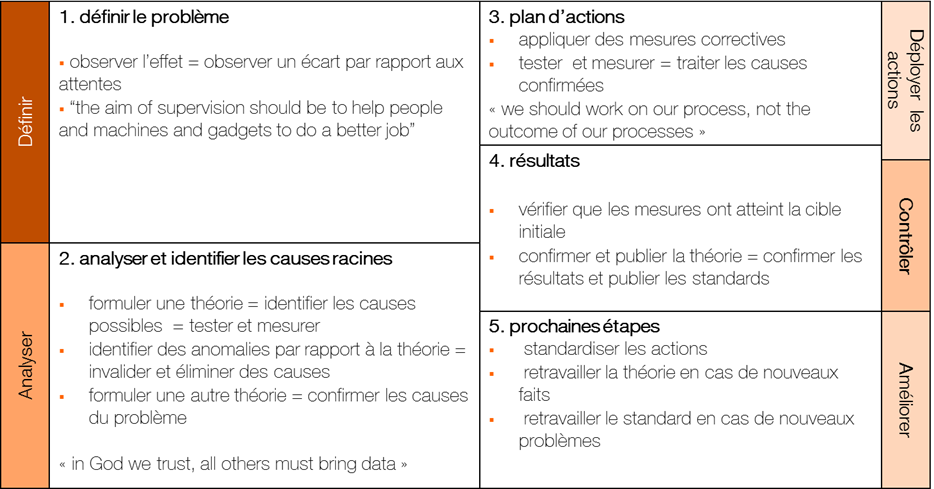 Définir
1. définir le problème
▪ observer l'effet = observer un écart par rapport aux
attentes
▪ "the aim of supervision should be to help people
and machines and gadgets to do a better job"
Analyser
2. analyser et identifier les causes racines
▪ formuler une théorie = identifier les causes
possibles = tester et mesurer
▪ identifier des anomalies par rapport à la théorie =
invalider et éliminer des causes
▪ formuler une autre théorie = confirmer les causes
du problème
« in God we trust, all others must bring data »
3. plan d'actions
▪ appliquer des mesures correctives
▪ tester et mesurer = traiter les causes
confirmées
« we should work on our process, not the
outcome of our processes »
Déployer les
actions
4. résultats
▪ vérifier que les mesures ont atteint la cible
initiale
▪ confirmer et publier la théorie = confirmer les
résultats et publier les standards
Contrôler
5. prochaines étapes
▪ standardiser les actions
▪ retravailler la théorie en cas de nouveaux
faits
▪ retravailler le standard en cas de nouveaux
problèmes
Améliorer